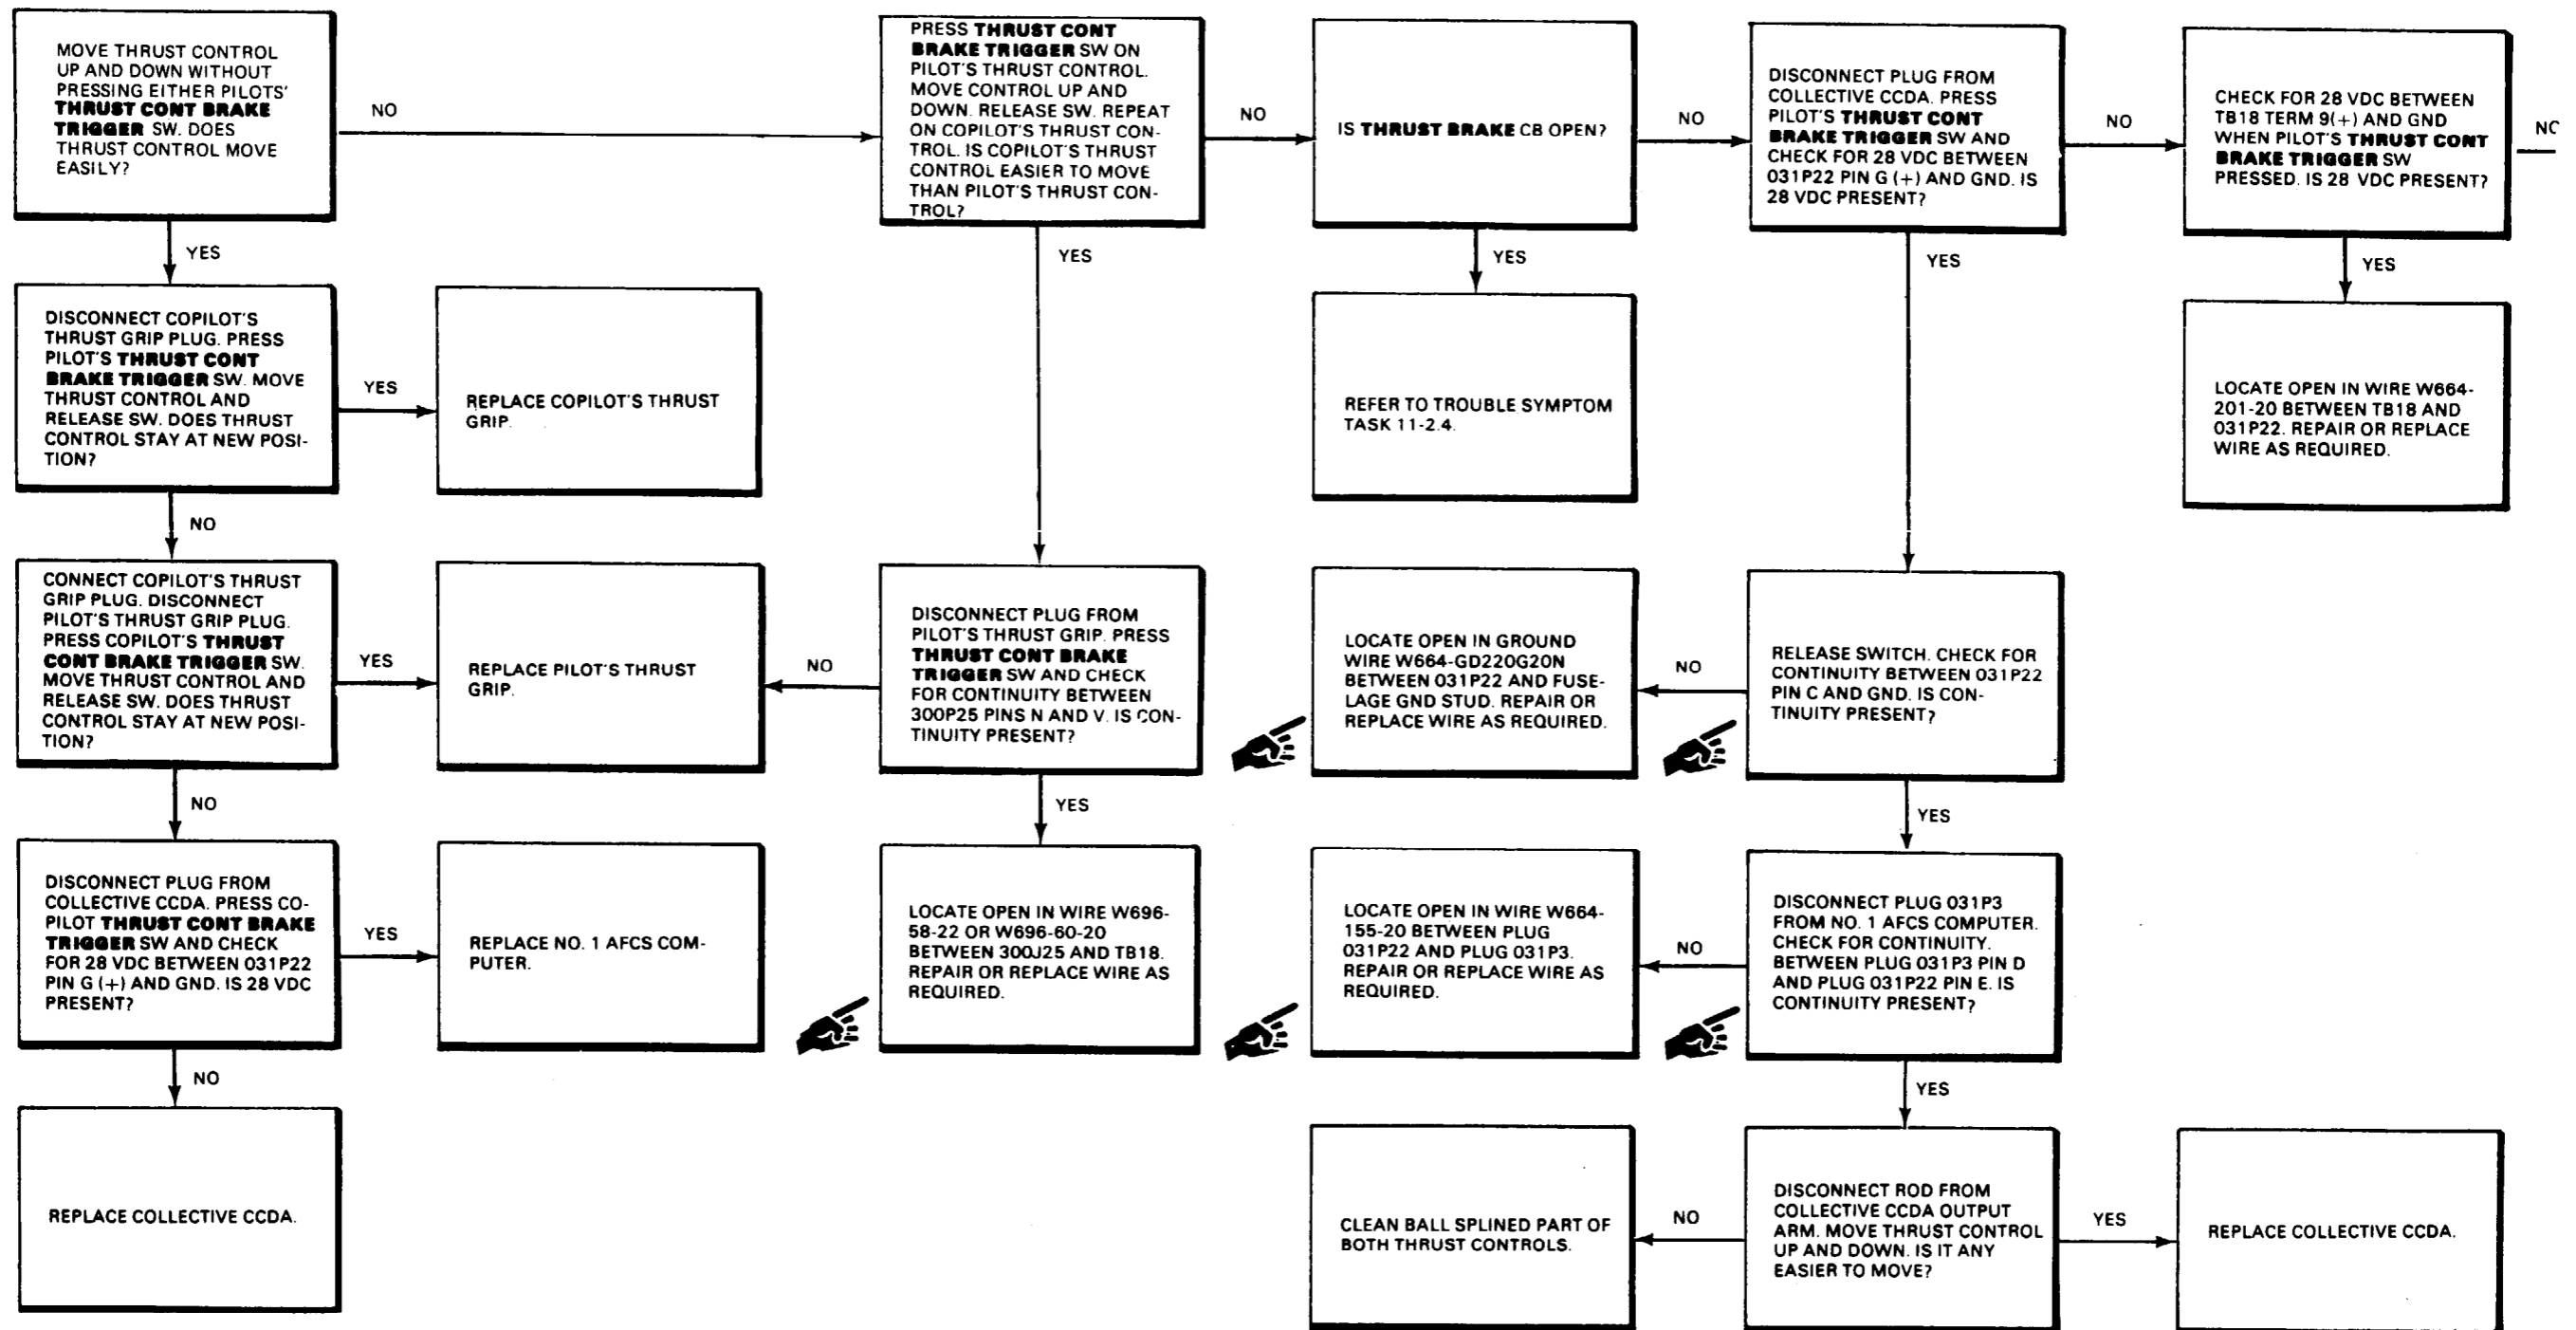 MOVE THRUST CONTROL
UP AND DOWN WITHOUT
PRESSING EITHER PILOTS'
THRUST CONT BRAKE
TRIGGER SW. DOES
THRUST CONTROL MOVE
EASILY?
NO
PRESS THRUST CONT
BRAKE TRIGGER SW ON
PILOT'S THRUST CONTROL.
MOVE CONTROL UP AND
DOWN. RELEASE SW. REPEAT
ON COPILOT'S THRUST CON-
TROL. IS COPILOT'S THRUST
CONTROL EASIER TO MOVE
THAN PILOT'S THRUST CON-
TROL?
NO
IS THRUST BRAKE CB OPEN?
NO
DISCONNECT PLUG FROM
COLLECTIVE CCDA. PRESS
PILOT'S THRUST CONT
BRAKE TRIGGER SW AND
CHECK FOR 28 VDC BETWEEN
031P22 PIN G (+) AND GND. IS
28 VDC PRESENT?
NO
CHECK FOR 28 VDC BETWEEN
TB18 TERM 9(+) AND GND
WHEN PILOT'S THRUST CONT
BRAKE TRIGGER SW
PRESSED. IS 28 VDC PRESENT?
YES
YES
YES
YES
YES
DISCONNECT COPILOT'S
THRUST GRIP PLUG. PRESS
PILOT'S THRUST CONT
BRAKE TRIGGER SW. MOVE
THRUST CONTROL AND
RELEASE SW. DOES THRUST
CONTROL STAY AT NEW POSI-
TION?
YES
REPLACE COPILOT'S THRUST
GRIP.
REFER TO TROUBLE SYMPTOM
TASK 11-2.4.
LOCATE OPEN IN WIRE W664-
201-20 BETWEEN TB18 AND
031P22. REPAIR OR REPLACE
WIRE AS REQUIRED.
NO
CONNECT COPILOT'S THRUST
GRIP PLUG. DISCONNECT
PILOT'S THRUST GRIP PLUG.
PRESS COPILOT'S THRUST
CONT BRAKE TRIGGER SW.
MOVE THRUST CONTROL AND
RELEASE SW. DOES THRUST
CONTROL STAY AT NEW POSI-
TION?
YES
REPLACE PILOT'S THRUST
GRIP.
NO
DISCONNECT PLUG FROM
PILOT'S THRUST GRIP. PRESS
THRUST CONT BRAKE
TRIGGER SW AND CHECK
FOR CONTINUITY BETWEEN
300P25 PINS N AND V. IS CON-
TINUITY PRESENT?
LOCATE OPEN IN GROUND
WIRE W664-GD220G20N
BETWEEN 031P22 AND FUSE-
LAGE GND STUD. REPAIR OR
REPLACE WIRE AS REQUIRED.
NO
RELEASE SWITCH. CHECK FOR
CONTINUITY BETWEEN 031P22
PIN C AND GND. IS CON-
TINUITY PRESENT?
NO
YES
YES
DISCONNECT PLUG FROM
COLLECTIVE CCDA. PRESS CO-
PILOT THRUST CONT BRAKE
TRIGGER SW AND CHECK
FOR 28 VDC BETWEEN 031P22
PIN G (+) AND GND. IS 28 VDC
PRESENT?
YES
REPLACE NO. 1 AFCS COM-
PUTER.
LOCATE OPEN IN WIRE W696-
58-22 OR W696-60-20
BETWEEN 300J25 AND TB18.
REPAIR OR REPLACE WIRE AS
REQUIRED.
LOCATE OPEN IN WIRE W664-
155-20 BETWEEN PLUG
031P22 AND PLUG 031P3.
REPAIR OR REPLACE WIRE AS
REQUIRED.
NO
DISCONNECT PLUG 031P3
FROM NO. 1 AFCS COMPUTER.
CHECK FOR CONTINUITY.
BETWEEN PLUG 031P3 PIN D
AND PLUG 031P22 PIN E. IS
CONTINUITY PRESENT?
NO
YES
REPLACE COLLECTIVE CCDA.
CLEAN BALL SPLINED PART OF
BOTH THRUST CONTROLS.
NO
DISCONNECT ROD FROM
COLLECTIVE CCDA OUTPUT
ARM. MOVE THRUST CONTROL
UP AND DOWN. IS IT ANY
EASIER TO MOVE?
YES
REPLACE COLLECTIVE CCDA.